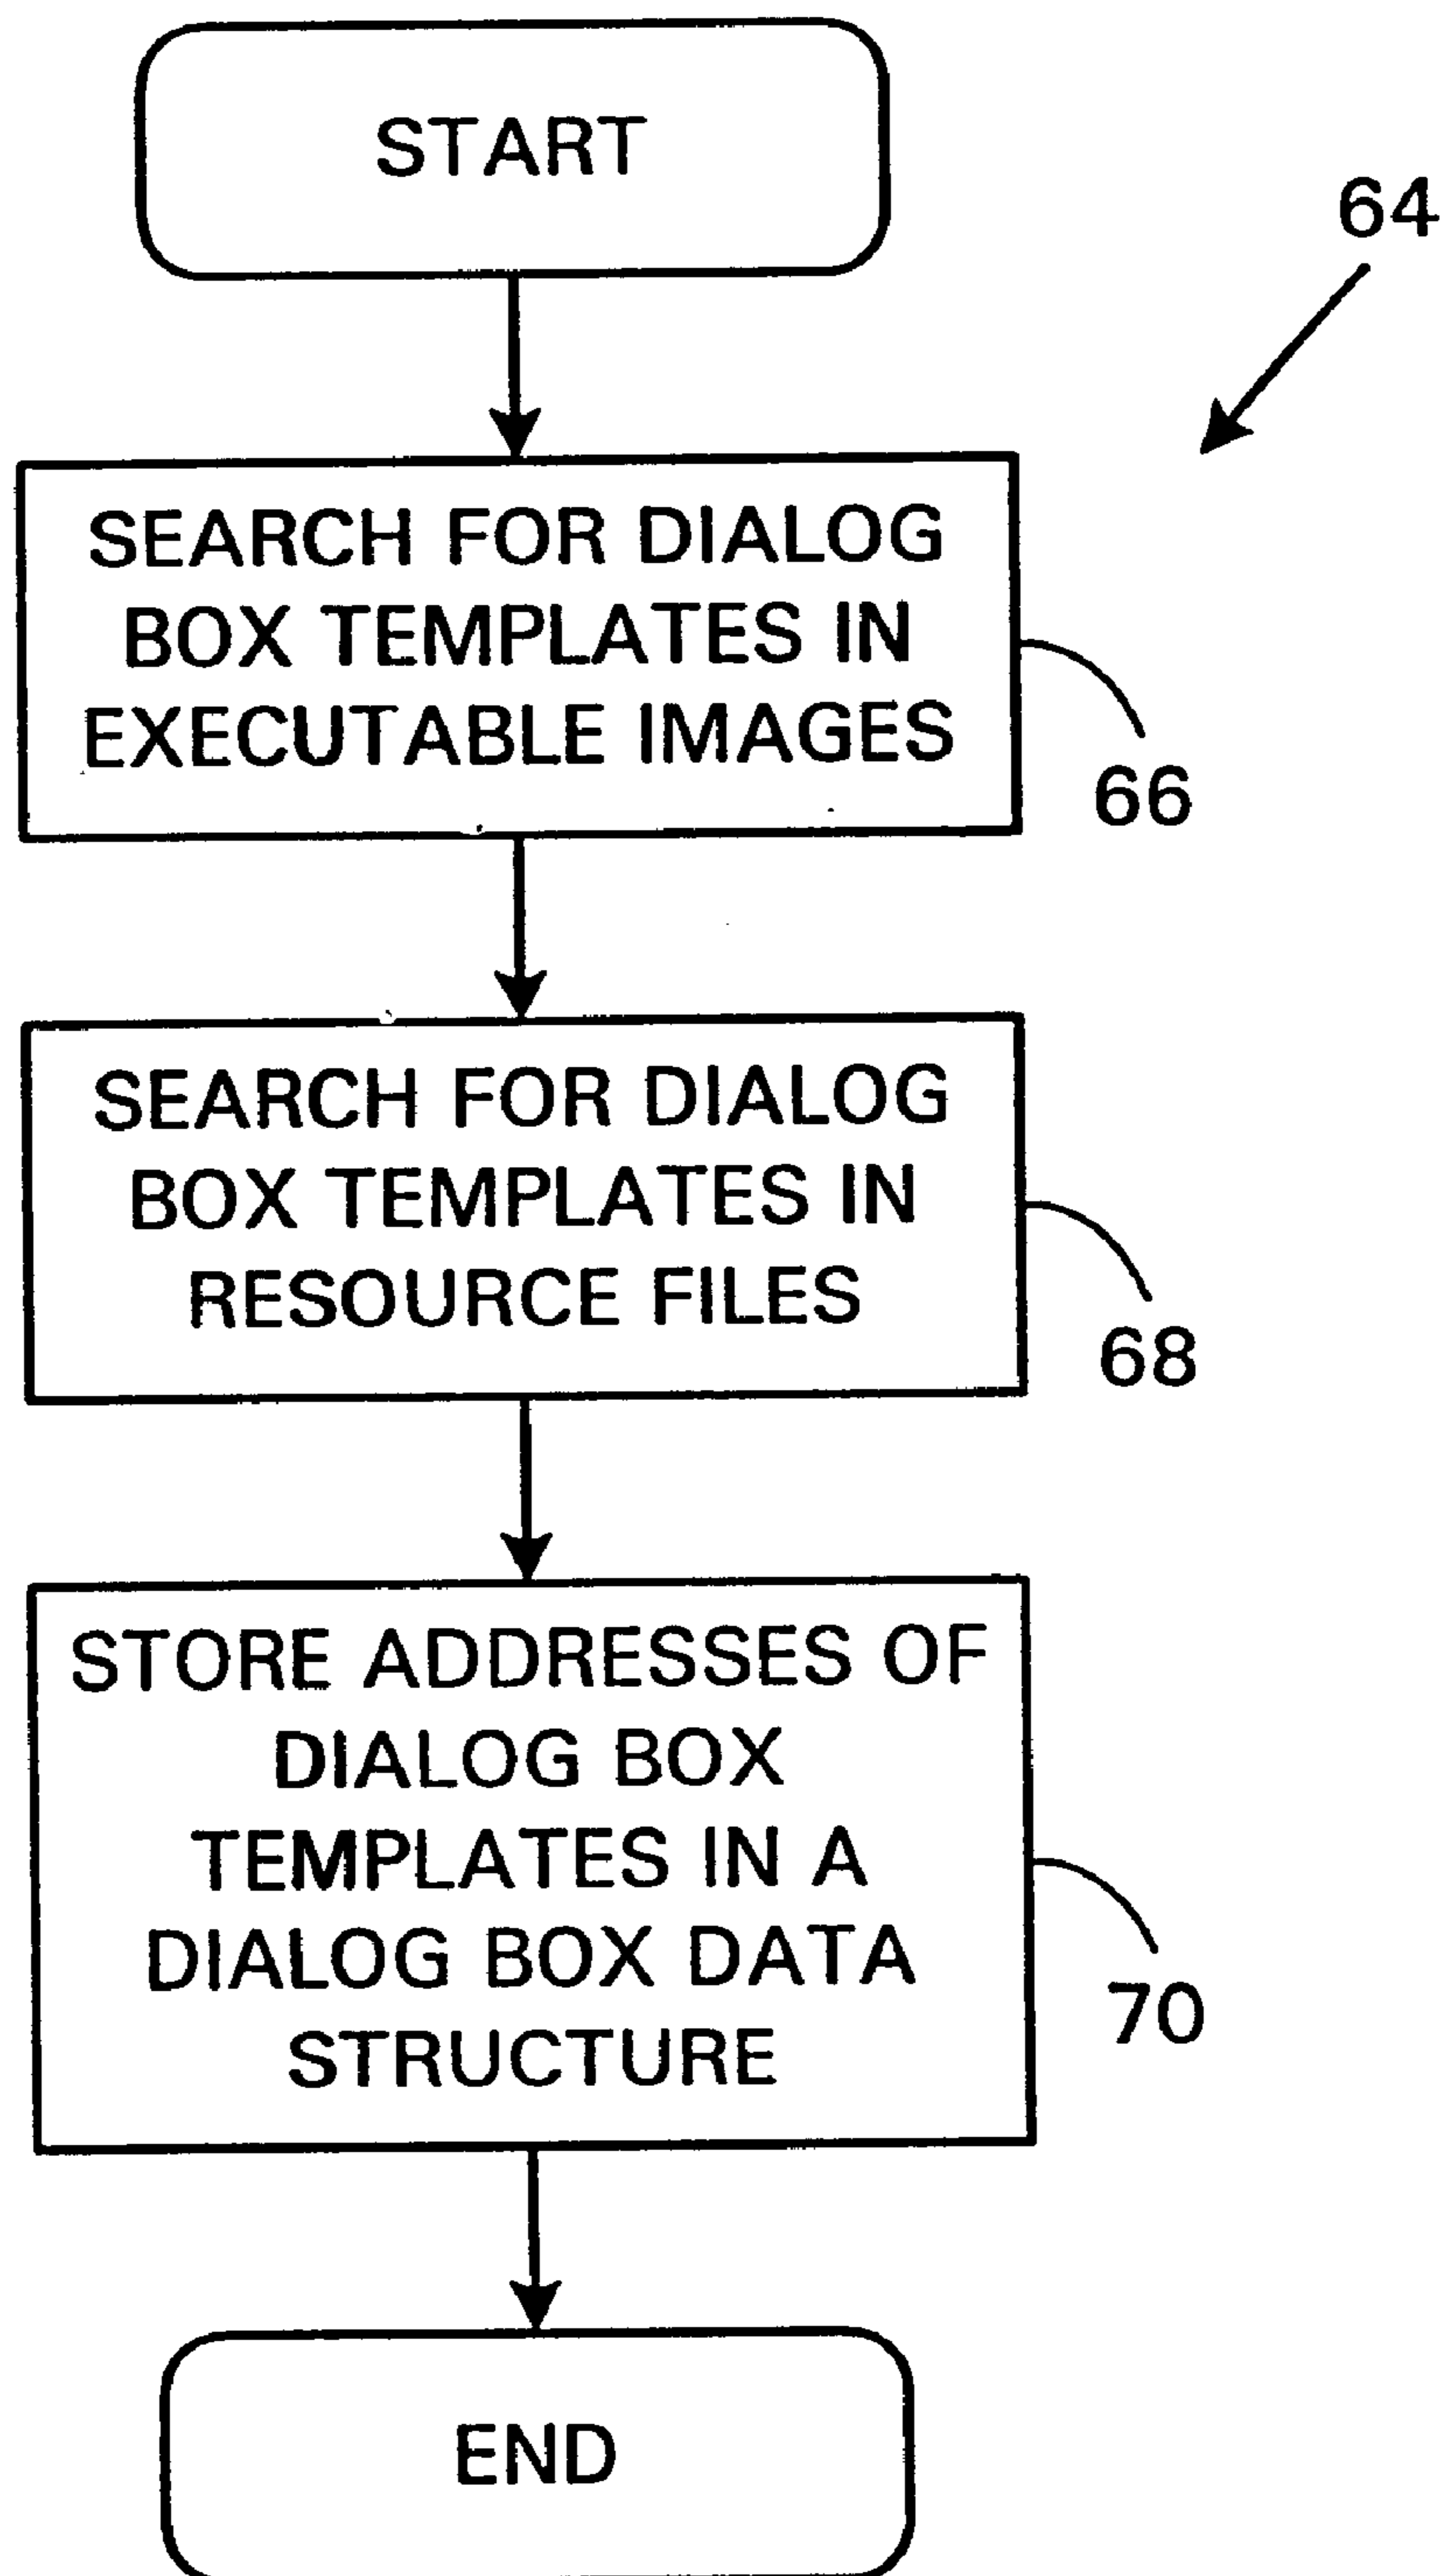 START
64
SEARCH FOR DIALOG
BOX TEMPLATES IN
EXECUTABLE IMAGES
66
SEARCH FOR DIALOG
BOX TEMPLATES IN
RESOURCE FILES
68
STORE ADDRESSES OF
DIALOG BOX
TEMPLATES IN A
DIALOG BOX DATA
STRUCTURE
70
END